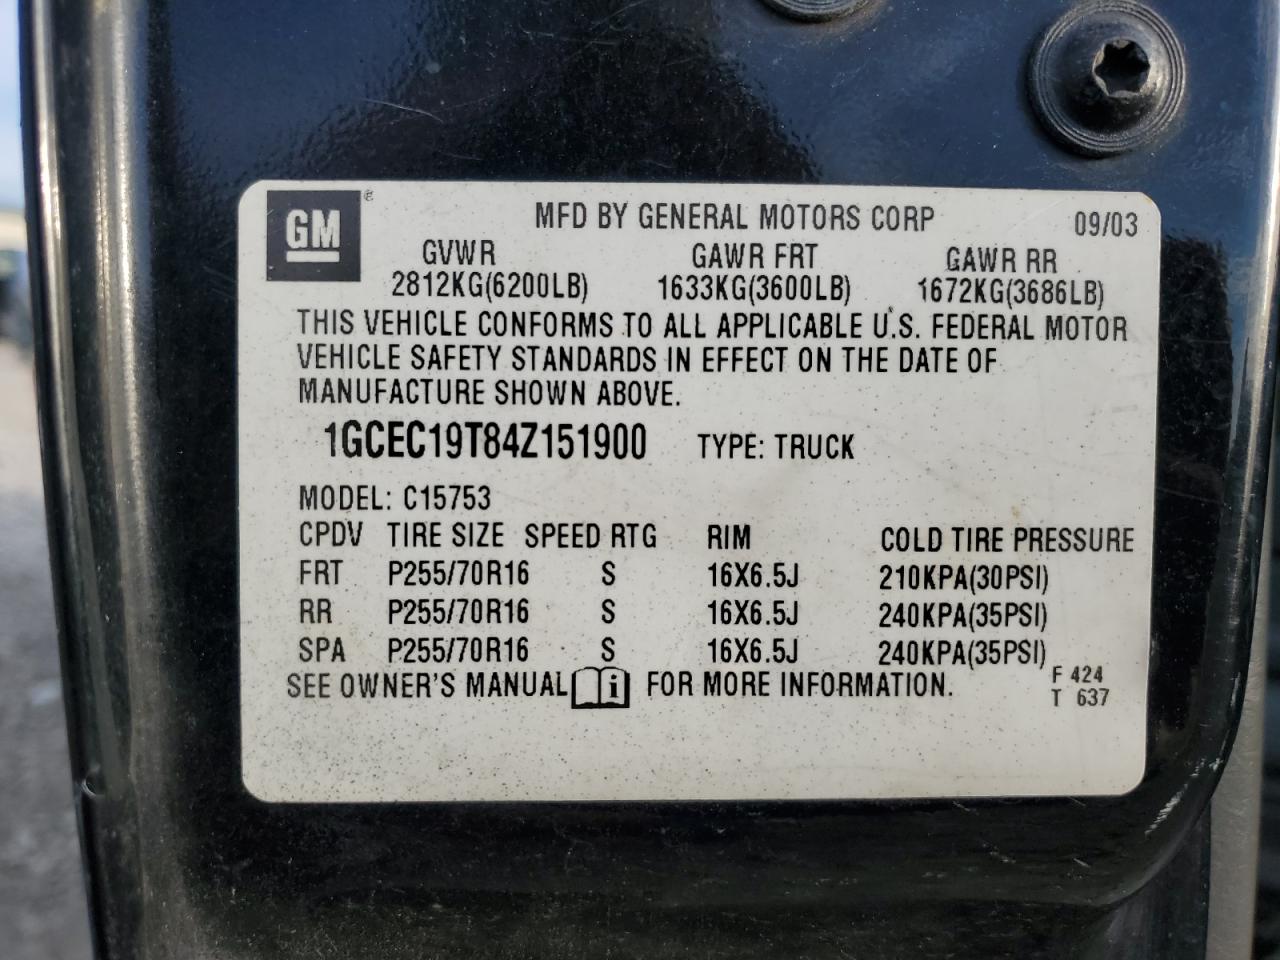 GM ®
MFD BY GENERAL MOTORS CORP 09/03
GVWR GAWR FRT GAWR RR
2812KG(6200LB) 1633KG(3600LB) 1672KG(3686LB)
THIS VEHICLE CONFORMS TO ALL APPLICABLE U.S. FEDERAL MOTOR
VEHICLE SAFETY STANDARDS IN EFFECT ON THE DATE OF
MANUFACTURE SHOWN ABOVE.
1GCEC19T84Z151900 TYPE: TRUCK
MODEL: C15753
CPDV TIRE SIZE SPEED RTG RIM COLD TIRE PRESSURE
FRT P255/70R16 S 16X6.5J 210KPA(30PSI)
RR P255/70R16 S 16X6.5J 240KPA(35PSI)
SPA P255/70R16 S 16X6.5J 240KPA(35PSI)
SEE OWNER'S MANUAL i FOR MORE INFORMATION.
F 424
T 637